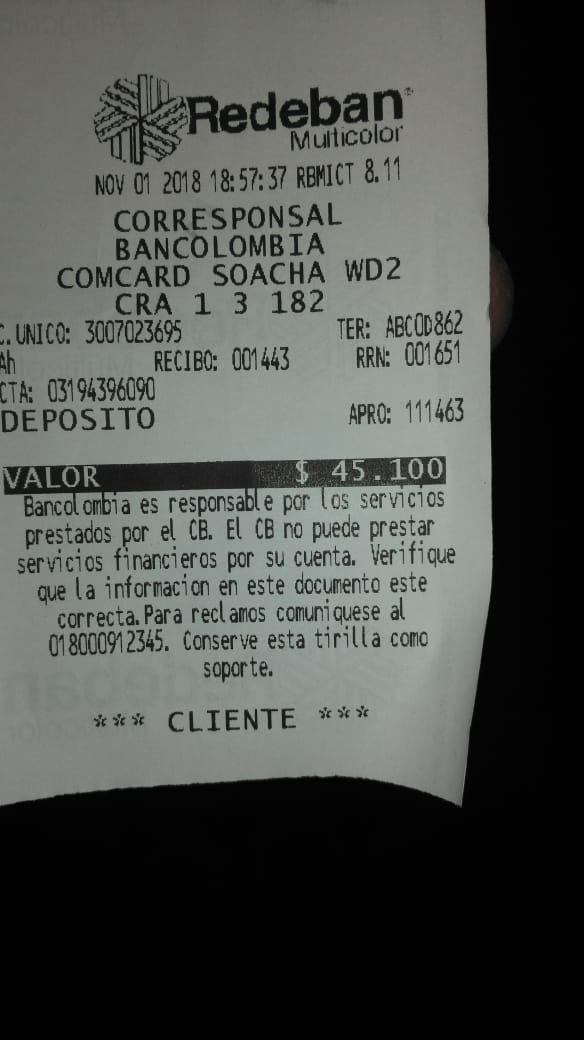 Redeban®
Multicolor
NOV 01 2018 18:57:37 RBMICT 8.11
CORRESPONSAL
BANCOLOMBIA
COMCARD SOACHA WD2
CRA 1 3 182
C.UNICO: 3007023695 TER: ABCOD862
Ah RECIBO: 001443 RRN: 001651
CTA: 03194396090
DEPOSITO APRO: 111463
VALOR $ 45.100
Bancolombia es responsable por los servicios
prestados por el CB. El CB no puede prestar
servicios financieros por su cuenta. Verifique
que la informacion en este documento este
correcta.Para reclamos comuniquese al
018000912345. Conserve esta tirilla como
soporte.
*** CLIENTE ***